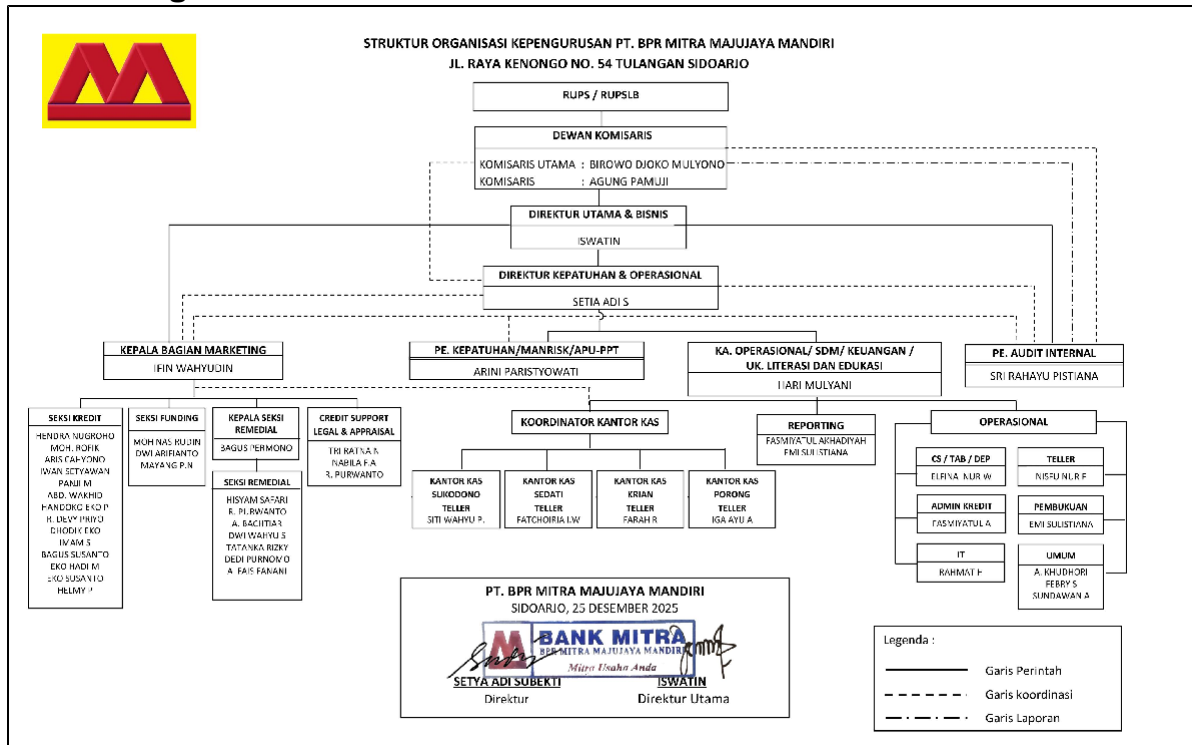 STRUKTUR ORGANISASI KEPENGURUSAN PT. BPR MITRA MAJUJAYA MANDIRI
JL. RAYA KENONGO NO. 54 TULANGAN SIDOARJO
RUPS / RUPSLB
DEWAN KOMISARIS
KOMISARIS UTAMA : BIROWO DJOKO MULYONO
KOMISARIS : AGUNG PAMUJI
DIREKTUR UTAMA & BISNIS
ISWATIN
DIREKTUR KEPATUHAN & OPERASIONAL
SETIA ADI S
KEPALA BAGIAN MARKETING
IFIN WAHYUDIN
PE. KEPATUHAN/MANRISK/APU-PPT
ARINI PARISTYOWATI
KA. OPERASIONAL/ SDM/ KEUANGAN /
UK. LITERASI DAN EDUKASI
HARI MULYANI
PE. AUDIT INTERNAL
SRI RAHAYU PISTIANA
SEKSI KREDIT
HENDRA NUGROHO
MOH. ROFIK
ARIS CAHYONO
IWAN SETYAWAN
PANJI M
ABD. WAKHID
HANDOKO EKO P
R. DEVY PRIYO
DHODIK EKO
IMAM S
BAGUS SUSANTO
EKO HADI M
EKO SUSANTO
HELMY P
SEKSI FUNDING
MOH NAS RUDIN
DWI ARIFIANTO
MAYANG P.N
KEPALA SEKSI
REMEDIAL
BAGUS PERMONO
SEKSI REMEDIAL
HISYAM SAFARI
R. PURWANTO
A. BACHTIAR
DWI WAHYU S
TATANKA RIZKY
DEDI PURNOMO
A. FAIS FANANI
CREDIT SUPPORT
LEGAL & APPRAISAL
TRI RATNA N
NABILA F.A
R. PURWANTO
KOORDINATOR KANTOR KAS
KANTOR KAS
SUKODONO
TELLER
SITI WAHYU P.
KANTOR KAS
SEDATI
TELLER
FATCHOIRIA I.W
KANTOR KAS
KRIAN
TELLER
FARAH R
KANTOR KAS
PORONG
TELLER
IGA AYU A
REPORTING
FASMIYATUL AKHADIYAH
EMI SULISTIANA
OPERASIONAL
CS / TAB / DEP
ELFINA NUR W
TELLER
NISFU NUR F
ADMIN KREDIT
FASMIYATUL A
PEMBUKUAN
EMI SULISTIANA
IT
RAHMAT H
UMUM
A. KHUDHORI
FEBRY S
SUNDAWAN A
PT. BPR MITRA MAJUJAYA MANDIRI
SIDOARJO, 25 DESEMBER 2025
BANK MITRA
BPR MITRA MAJUJAYA MANDIRI
Mitra Usaha Anda
SETYA ADI SUBEKTI
Direktur
ISWATIN
Direktur Utama
Legenda :
Garis Perintah
Garis koordinasi
Garis Laporan